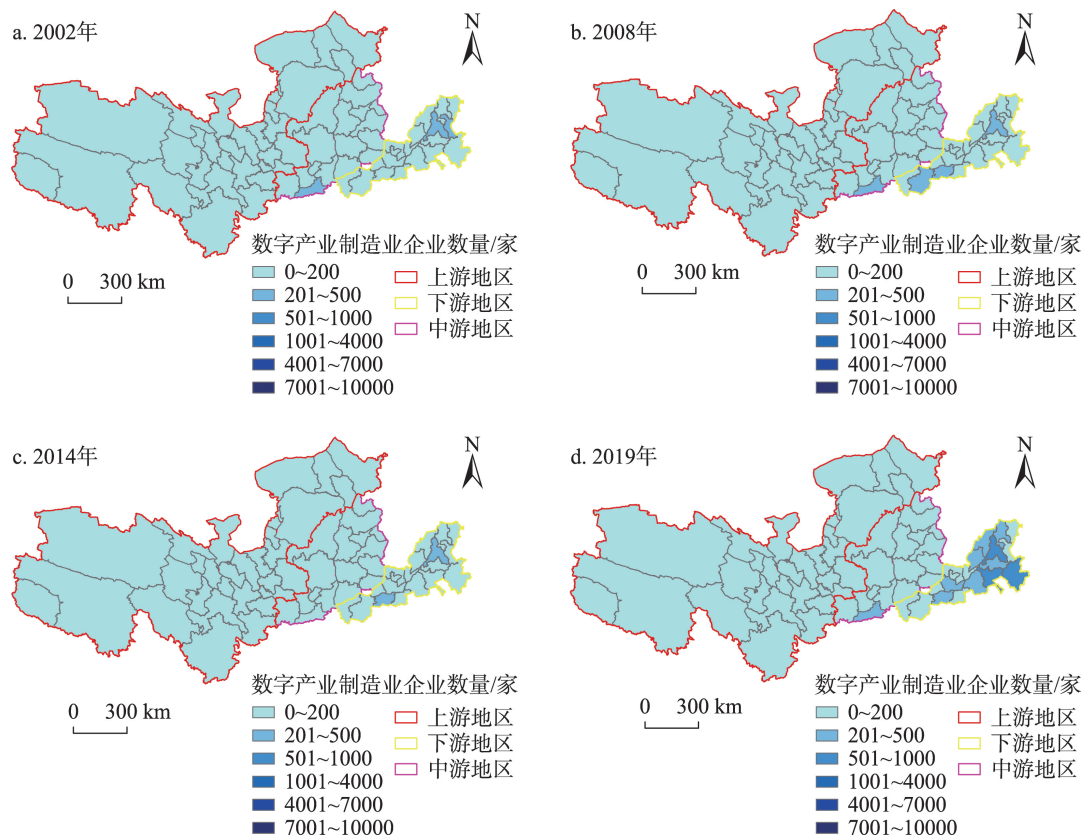 a. 2002年
N
数字产业制造业企业数量/家
0 300 km
0~200
201~500
501~1000
1001~4000
4001~7000
7001~10000
上游地区
下游地区
中游地区
b. 2008年
N
数字产业制造业企业数量/家
0 300 km
0~200
201~500
501~1000
1001~4000
4001~7000
7001~10000
上游地区
下游地区
中游地区
c. 2014年
N
数字产业制造业企业数量/家
0 300 km
0~200
201~500
501~1000
1001~4000
4001~7000
7001~10000
上游地区
下游地区
中游地区
d. 2019年
N
数字产业制造业企业数量/家
0 300 km
0~200
201~500
501~1000
1001~4000
4001~7000
7001~10000
上游地区
下游地区
中游地区